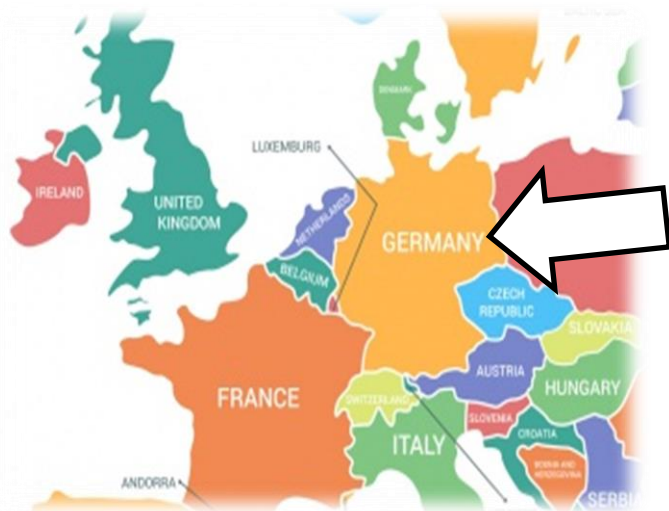 DENMARK
LUXEMBURG
IRELAND
UNITED
KINGDOM
NETHERLANDS
GERMANY
BELGIUM
CZECH
REPUBLIC
SLOVAKIA
AUSTRIA
FRANCE
SWITZERLAND
HUNGARY
SLOVENIA
ITALY
CROATIA
BOSNIA AND
HERZEGOVINA
ANDORRA
SERBIA